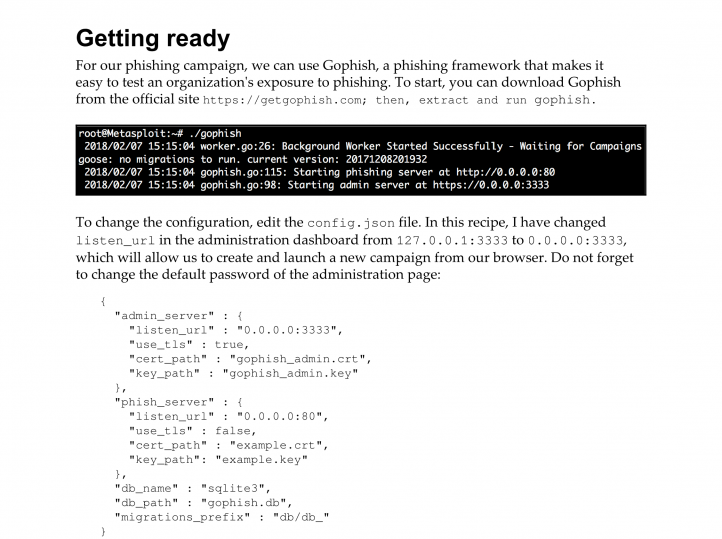 Getting ready
For our phishing campaign, we can use Gophish, a phishing framework that makes it
easy to test an organization's exposure to phishing. To start, you can download Gophish
from the official site https://getgophish.com; then, extract and run gophish.
root@Metasploit:~# ./gophish
2018/02/07 15:15:04 worker.go:26: Background Worker Started Successfully - Waiting for Campaigns
goose: no migrations to run. current version: 20171208201932
2018/02/07 15:15:04 gophish.go:115: Starting phishing server at http://0.0.0.0:80
2018/02/07 15:15:04 gophish.go:98: Starting admin server at https://0.0.0.0:3333
To change the configuration, edit the config.json file. In this recipe, I have changed
listen_url in the administration dashboard from 127.0.0.1:3333 to 0.0.0.0:3333,
which will allow us to create and launch a new campaign from our browser. Do not forget
to change the default password of the administration page:
{
"admin_server" : {
"listen_url" : "0.0.0.0:3333",
"use_tls" : true,
"cert_path" : "gophish_admin.crt",
"key_path" : "gophish_admin.key"
},
"phish_server" : {
"listen_url" : "0.0.0.0:80",
"use_tls" : false,
"cert_path" : "example.crt",
"key_path": "example.key"
},
"db_name" : "sqlite3",
"db_path" : "gophish.db",
"migrations_prefix" : "db/db_"
}